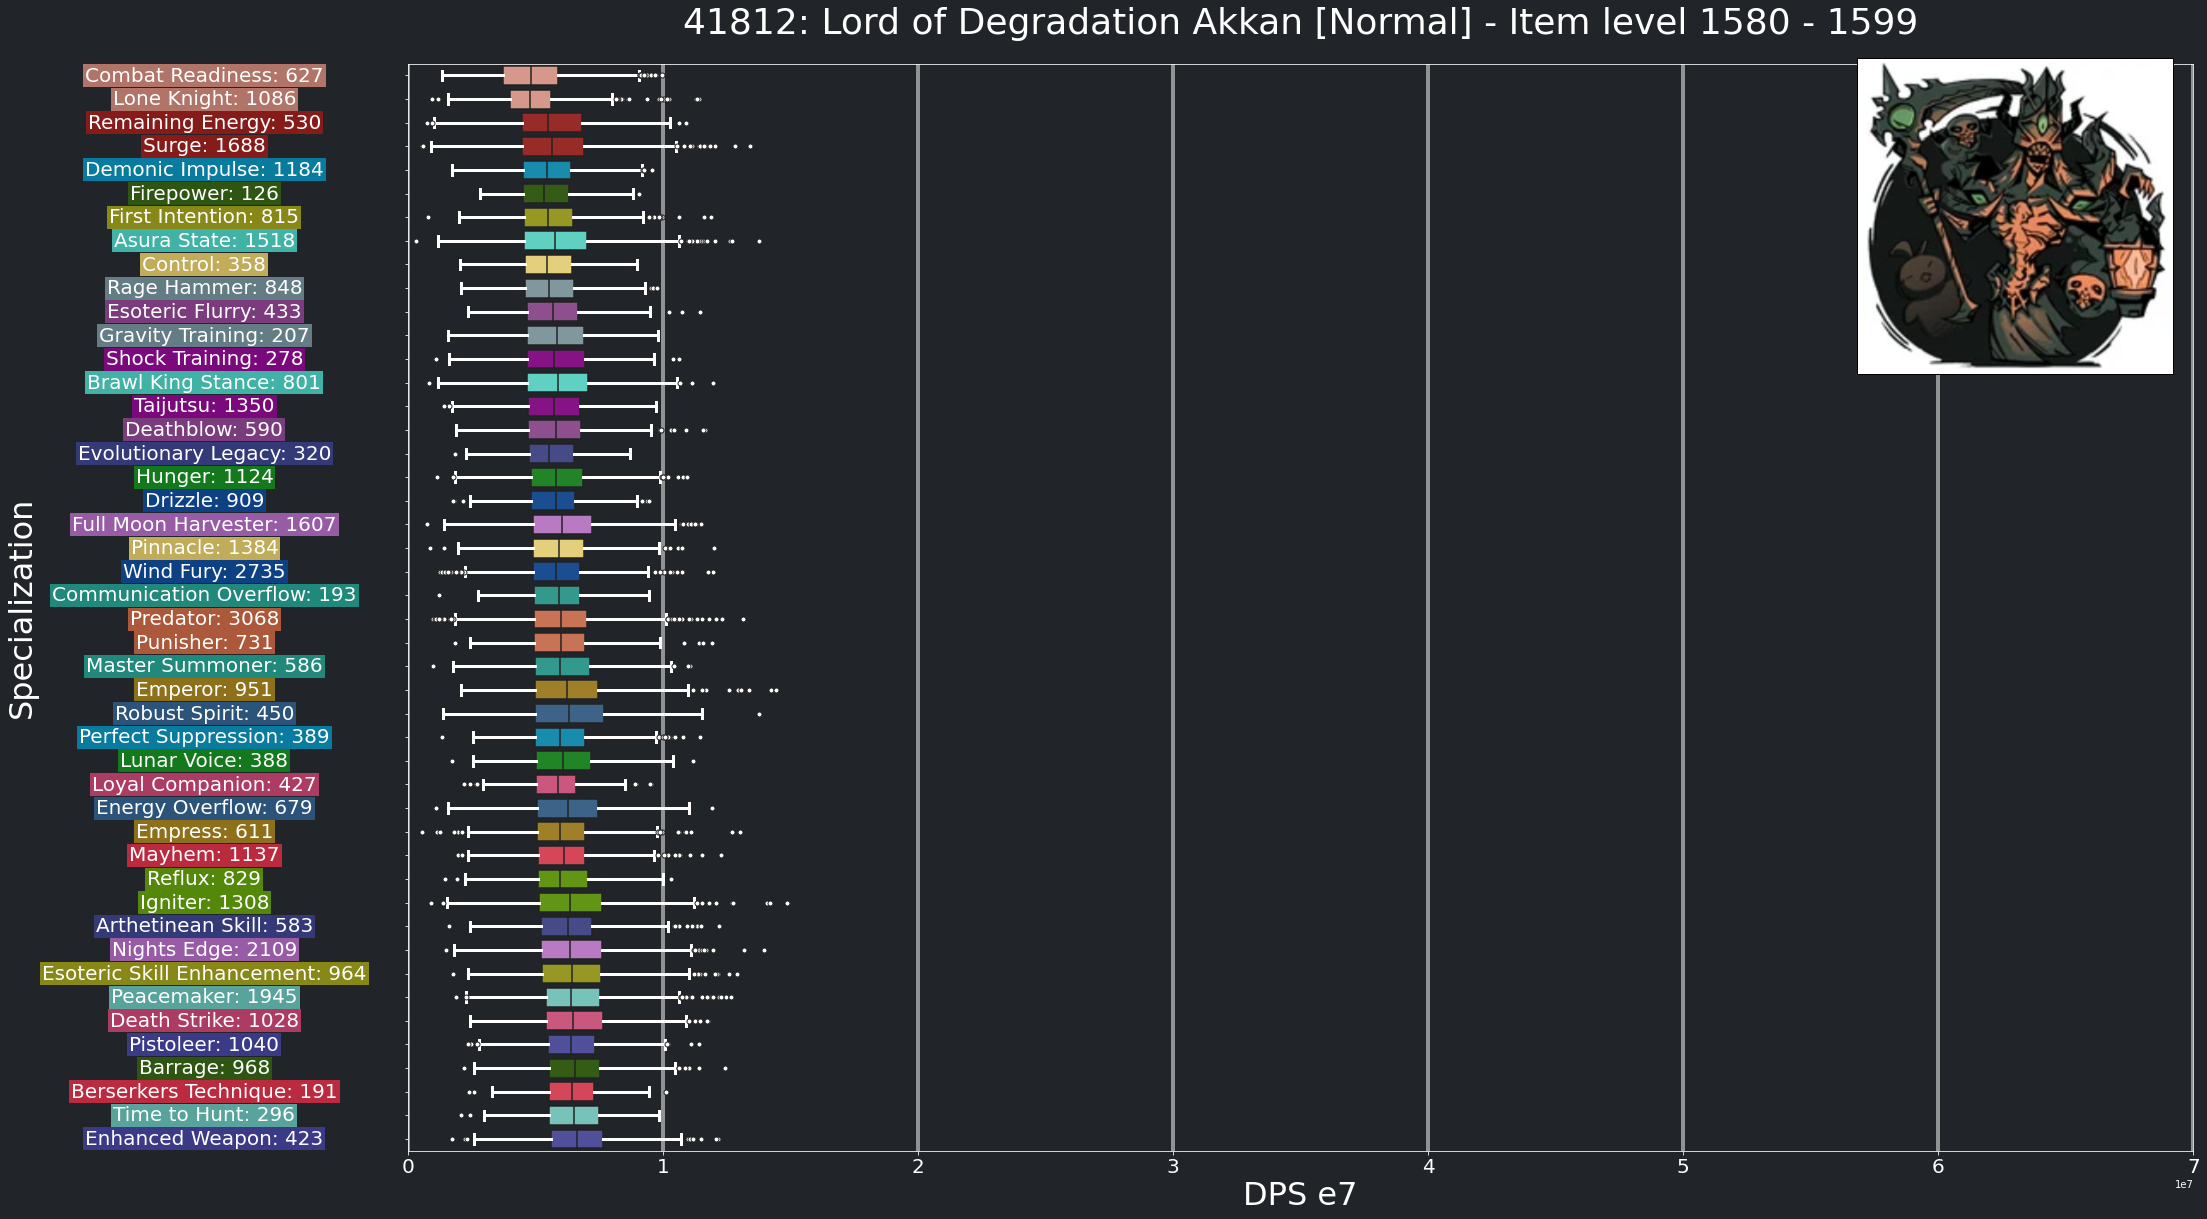 41812: Lord of Degradation Akkan [Normal] - Item level 1580 - 1599
Specialization
Combat Readiness: 627
Lone Knight: 1086
Remaining Energy: 530
Surge: 1688
Demonic Impulse: 1184
Firepower: 126
First Intention: 815
Asura State: 1518
Control: 358
Rage Hammer: 848
Esoteric Flurry: 433
Gravity Training: 207
Shock Training: 278
Brawl King Stance: 801
Taijutsu: 1350
Deathblow: 590
Evolutionary Legacy: 320
Hunger: 1124
Drizzle: 909
Full Moon Harvester: 1607
Pinnacle: 1384
Wind Fury: 2735
Communication Overflow: 193
Predator: 3068
Punisher: 731
Master Summoner: 586
Emperor: 951
Robust Spirit: 450
Perfect Suppression: 389
Lunar Voice: 388
Loyal Companion: 427
Energy Overflow: 679
Empress: 611
Mayhem: 1137
Reflux: 829
Igniter: 1308
Arthetinean Skill: 583
Nights Edge: 2109
Esoteric Skill Enhancement: 964
Peacemaker: 1945
Death Strike: 1028
Pistoleer: 1040
Barrage: 968
Berserkers Technique: 191
Time to Hunt: 296
Enhanced Weapon: 423
0 1 2 3 4 5 6 7
1e7
DPS e7